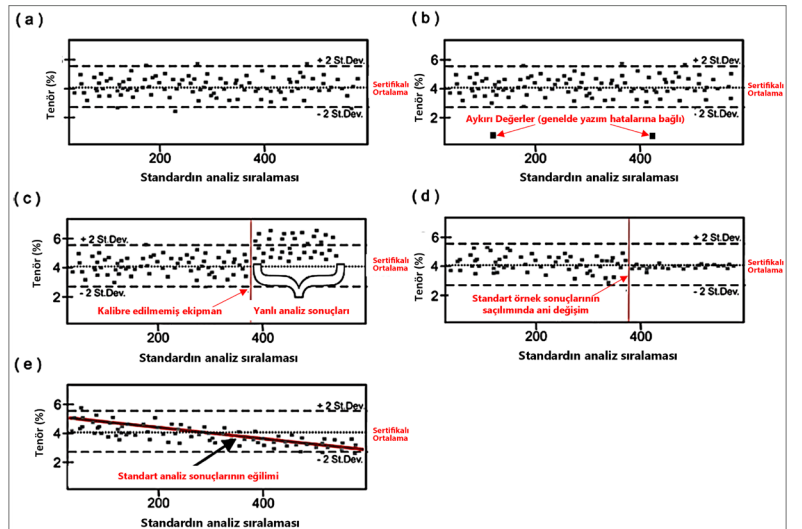 (a)
+ 2 St.Dev.
Tenör (%)
Sertifikalı
Ortalama
- 2 St.Dev.
200
400
Standardın analiz sıralaması
(b)
6
+ 2 St.Dev.
Tenör (%)
4
Sertifikalı
Ortalama
- 2 St.Dev.
2
Aykırı Değerler (genelde yazım hatalarına bağlı)
200
400
Standardın analiz sıralaması
(c)
6
+ 2 St.Dev.
Tenör (%)
4
Sertifikalı
Ortalama
2
- 2 St.Dev.
Kalibre edilmemiş ekipman
Yanlı analiz sonuçları
200
400
Standardın analiz sıralaması
(d)
6
+ 2 St.Dev.
Tenör (%)
4
Sertifikalı
Ortalama
2
- 2 St.Dev.
Standart örnek sonuçlarının
saçılımında ani değişim
200
400
Standardın analiz sıralaması
(e)
6
+ 2 St.Dev.
Tenör (%)
4
Sertifikalı
Ortalama
2
- 2 St.Dev.
Standart analiz sonuçlarının eğilimi
200
400
Standardın analiz sıralaması